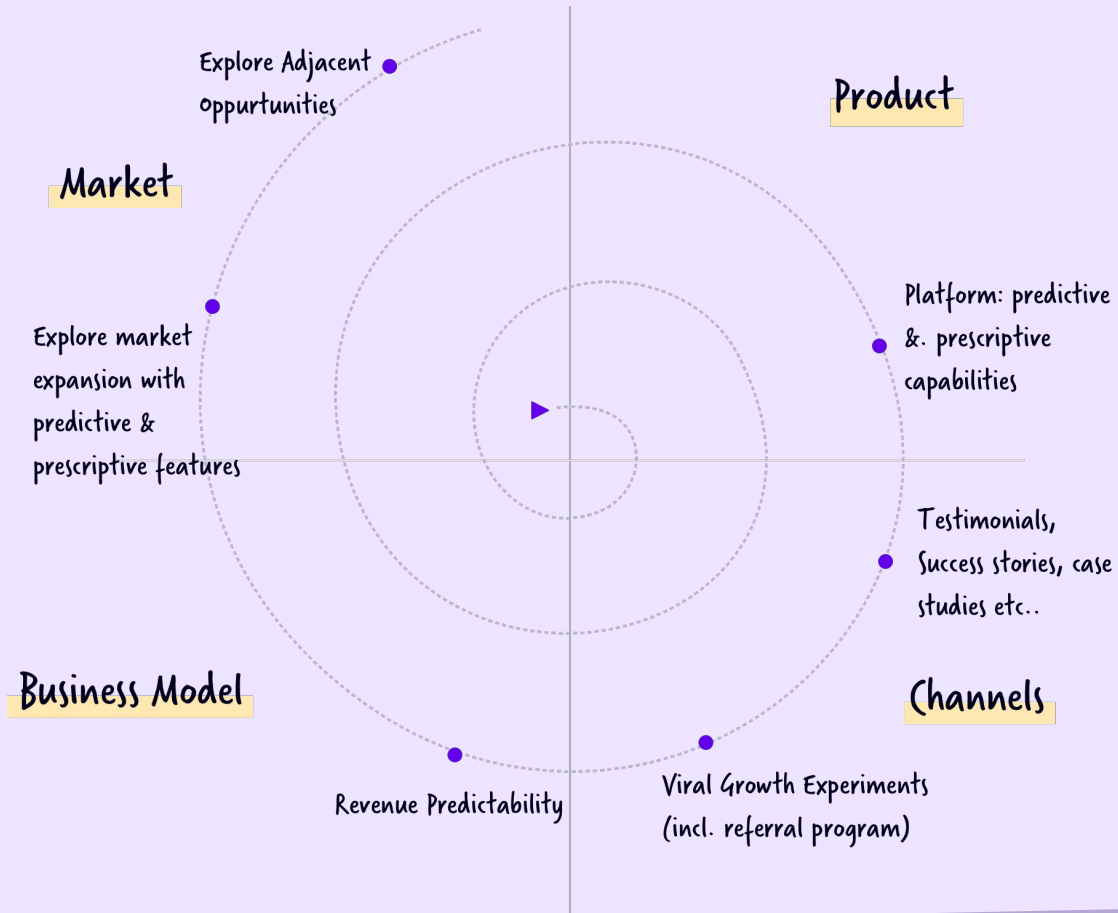 Explore Adjacent
Oppurtunities
Product
Market
Platform: predictive
&. prescriptive
capabilities
Explore market
expansion with
predictive &
prescriptive features
Testimonials,
Success stories, case
studies etc..
Business Model
Channels
Revenue Predictability
Viral Growth Experiments
(incl. referral program)